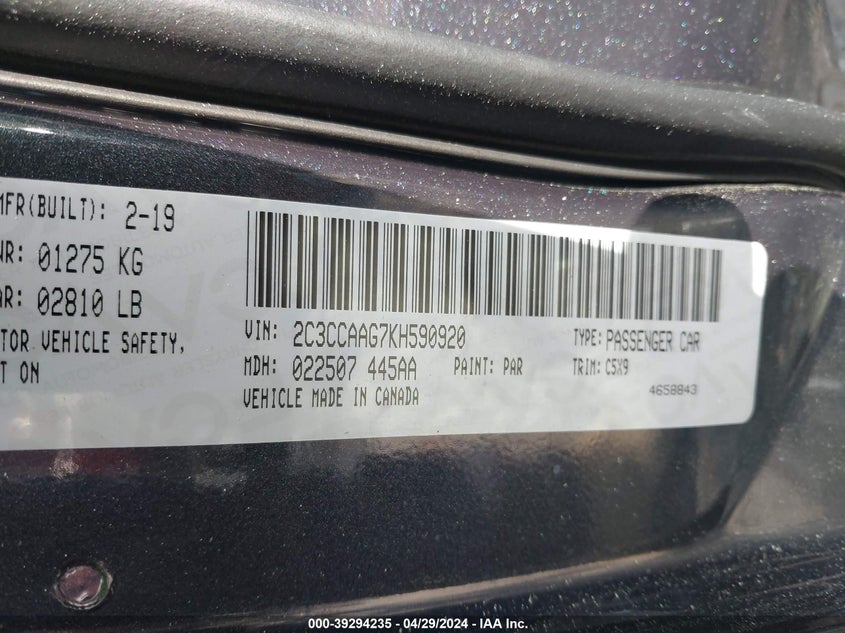 MFR(BUILT): 2-19
WR: 01275 KG
AR: 02810 LB
TOR VEHICLE SAFETY,
T ON
VIN: 2C3CCAAG7KH590920 TYPE: PASSENGER CAR
MDH: 022507 445AA PAINT: PAR TRIM: C5X9
VEHICLE MADE IN CANADA 4658843
000-39294235 - 04/29/2024 - IAA Inc.